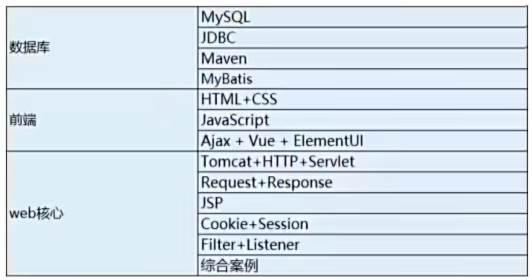 数据库
MySQL
JDBC
Maven
MyBatis
前端
HTML+CSS
JavaScript
Ajax + Vue + ElementUI
web核心
Tomcat+HTTP+Servlet
Request+Response
JSP
Cookie+Session
Filter+Listener
综合案例